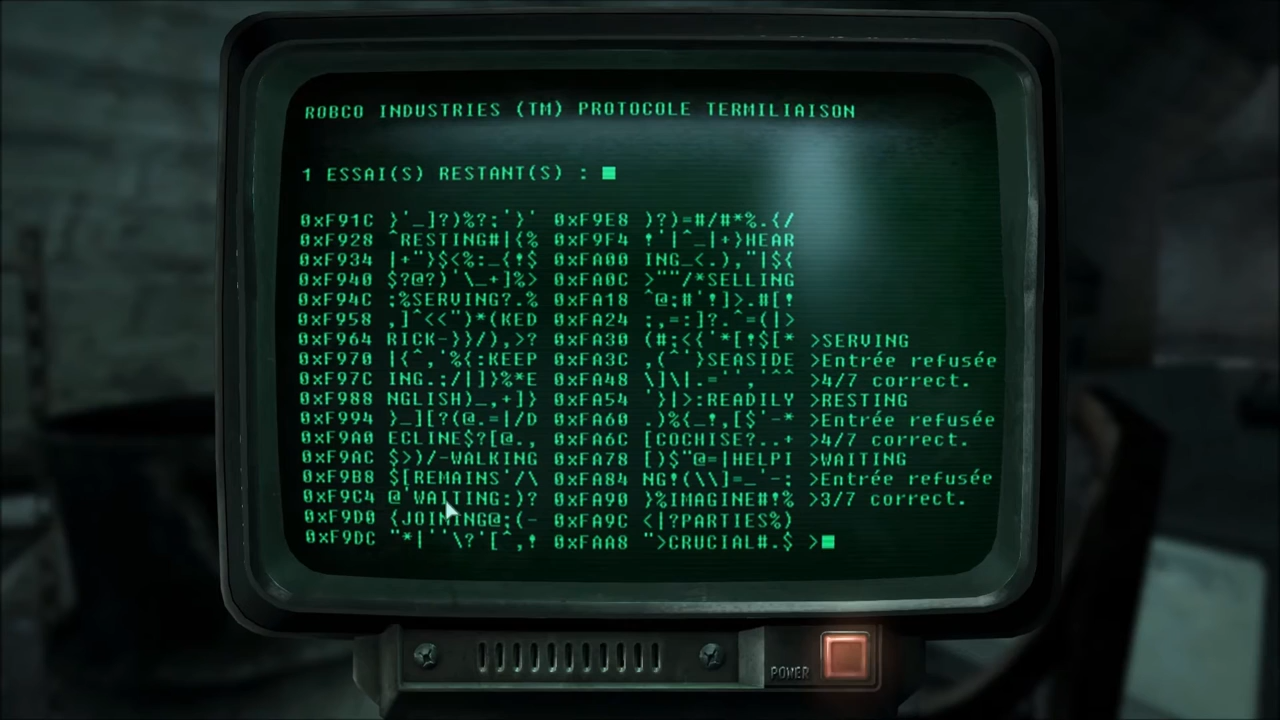 ROBCO INDUSTRIES (TM) PROTOCOLE TERMILIAISON
1 ESSAI(S) RESTANT(S) :
0xF91C }'_]?)%?;'}' 0xF9E8 )?)=#/#*%.{/
0xF928 ^RESTING#|{% 0xF9F4 !'|^_|+}HEAR
0xF934 |+"}$<%:_{!$ 0xFA00 ING_<.),"|${
0xF940 $?@?)'\_+]%> 0xFA0C >""/*SELLING
0xF94C ;%SERVING?.% 0xFA18 ^@;#'!]>.#[!
0xF958 ,]^<<")*(KED 0xFA24 :,=:]?.^=(|>
0xF964 RICK-}}/),>? 0xFA30 (#;<{'*[!$[* >SERVING
0xF970 |{^,'%{:KEEP 0xFA3C ,(^'}SEASIDE >Entrée refusée
0xF97C ING.;/|]}%*E 0xFA48 \]\|.='','^^ >4/7 correct.
0xF988 NGLISH)_,+]} 0xFA54 '}|>:READILY >RESTING
0xF994 }_][?(@.=|/D 0xFA60 .)%{_!,[$'-* >Entrée refusée
0xF9A0 ECLINE$?[@., 0xFA6C [COCHISE?..+ >4/7 correct.
0xF9AC $>)/-WALKING 0xFA78 [)$"@=|HELPI >WAITING
0xF9B8 $[REMAINS'/\ 0xFA84 NG!(\\]=_'-; >Entrée refusée
0xF9C4 @'WAITING:)? 0xFA90 }%IMAGINE#!% >3/7 correct.
0xF9D0 {JOINING@;(- 0xFA9C <|?PARTIES%)
0xF9DC "*|''\?'[^,! 0xFAA8 ">CRUCIAL#.$ >
POWER